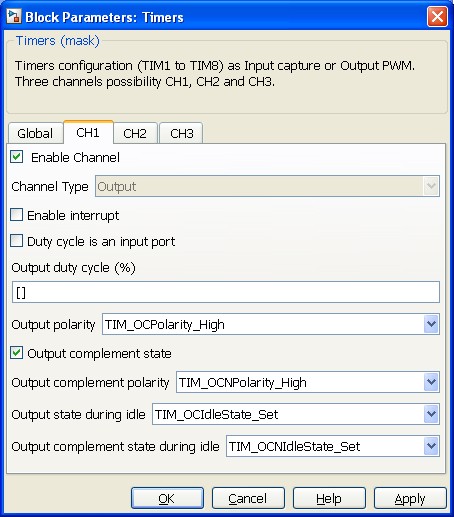 Block Parameters: Timers
Timers (mask)
Timers configuration (TIM1 to TIM8) as Input capture or Output PWM.
Three channels possibility CH1, CH2 and CH3.
Global CH1 CH2 CH3
Enable Channel
Channel Type Output
Enable interrupt
Duty cycle is an input port
Output duty cycle (%)
[]
Output polarity TIM_OCPolarity_High
Output complement state
Output complement polarity TIM_OCNPolarity_High
Output state during idle TIM_OCIdleState_Set
Output complement state during idle TIM_OCNIdleState_Set
OK Cancel Help Apply